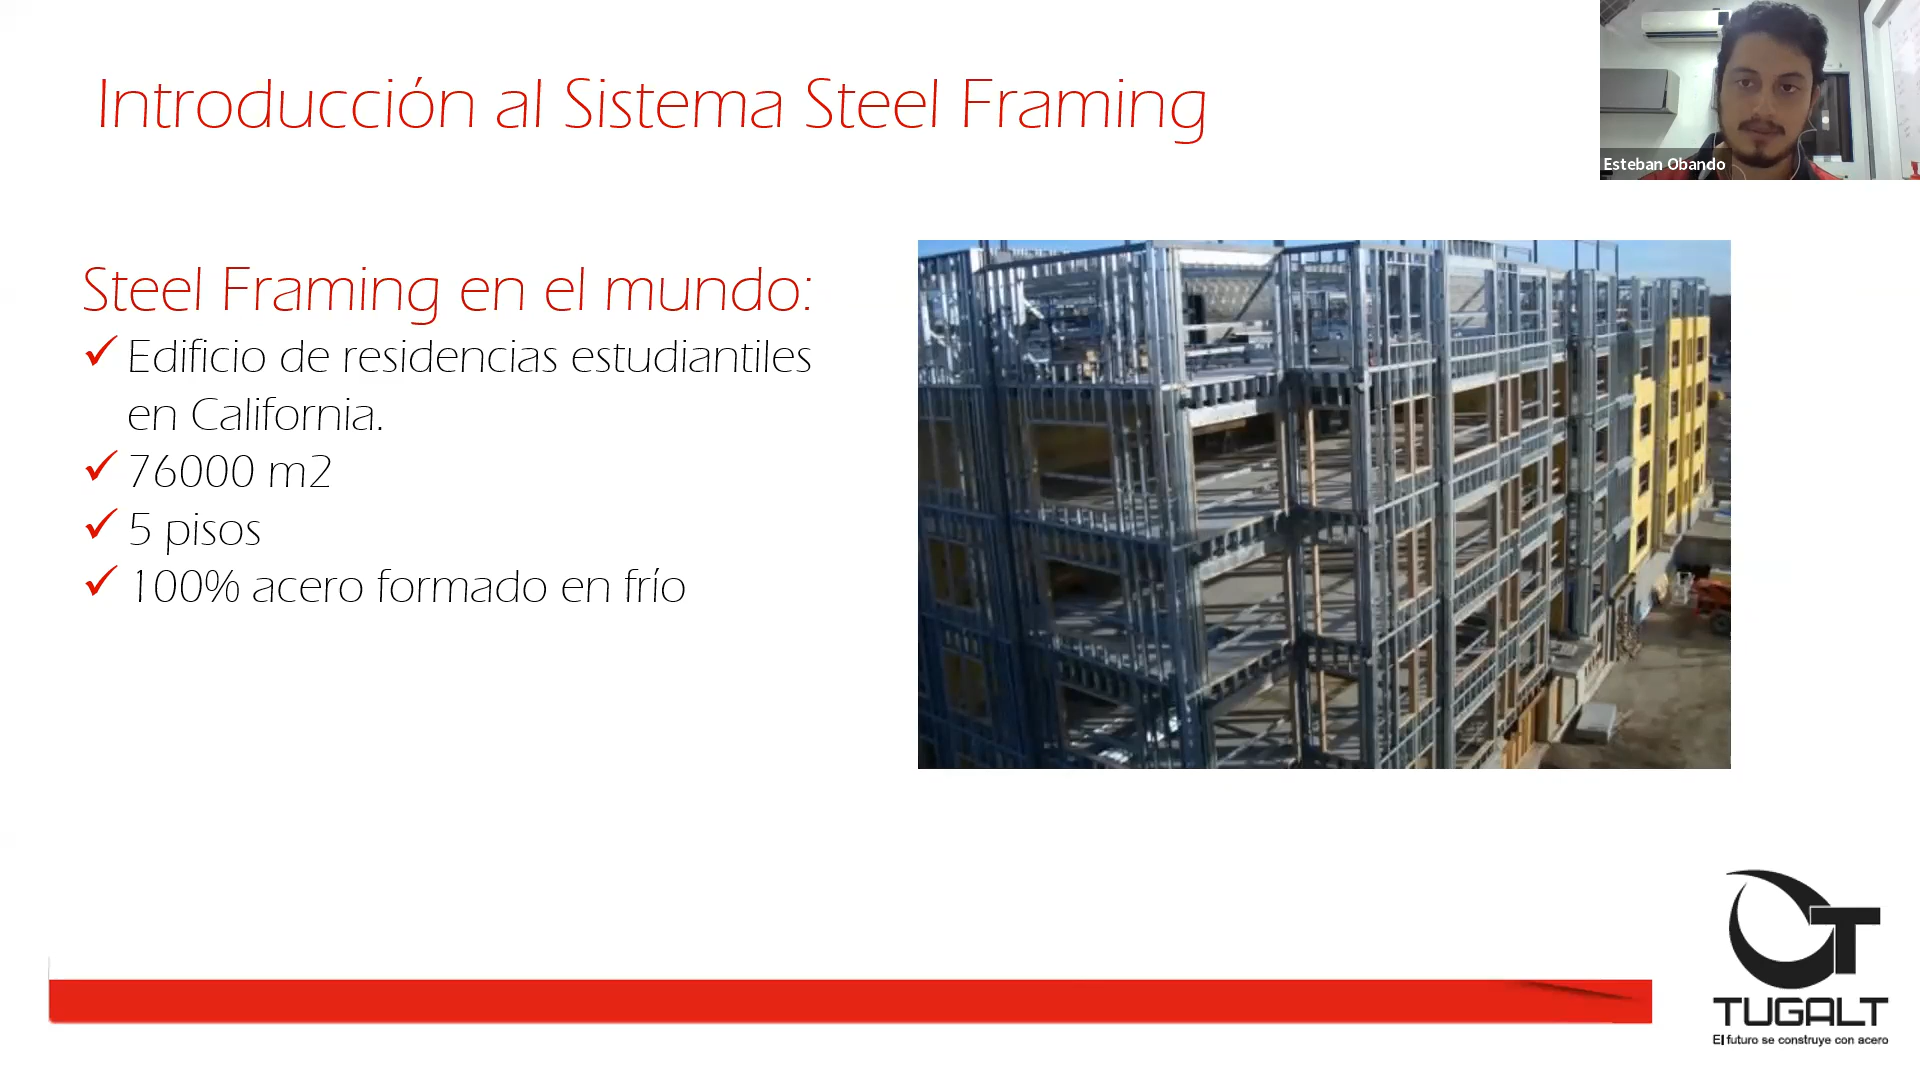 Introducción al Sistema Steel Framing
Esteban Obando
Steel Framing en el mundo:
✓ Edificio de residencias estudiantiles
en California.
✓ 76000 m2
✓ 5 pisos
✓ 100% acero formado en frío
TUGALT
El futuro se construye con acero